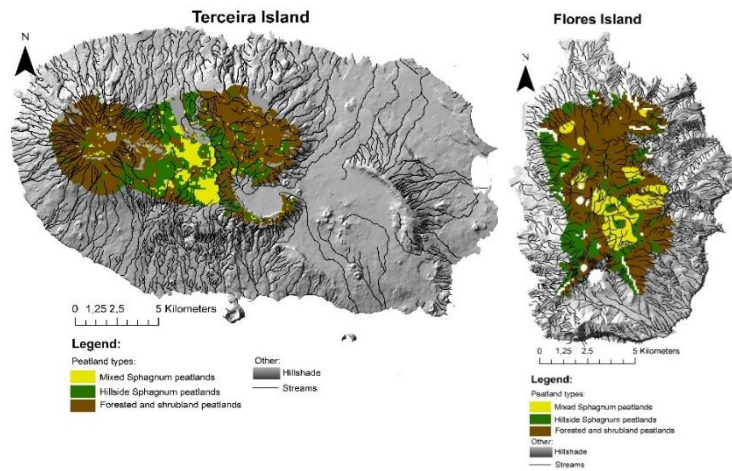 Terceira Island
N
0 1,25 2,5 5 Kilometers
Legend:
Peatland types:
Mixed Sphagnum peatlands
Hillside Sphagnum peatlands
Forested and shrubland peatlands
Other:
Hillshade
Streams
Flores Island
N
0 1,25 2,5 5 Kilometers
Legend:
Peatland types:
Mixed Sphagnum peatlands
Hillside Sphagnum peatlands
Forested and shrubland peatlands
Other:
Hillshade
Streams